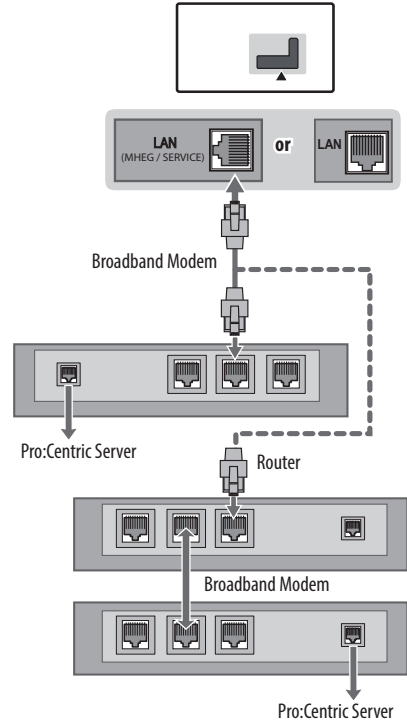 LAN
(MHEG / SERVICE)
or
LAN
Broadband Modem
Pro:Centric Server
Router
Broadband Modem
Pro:Centric Server